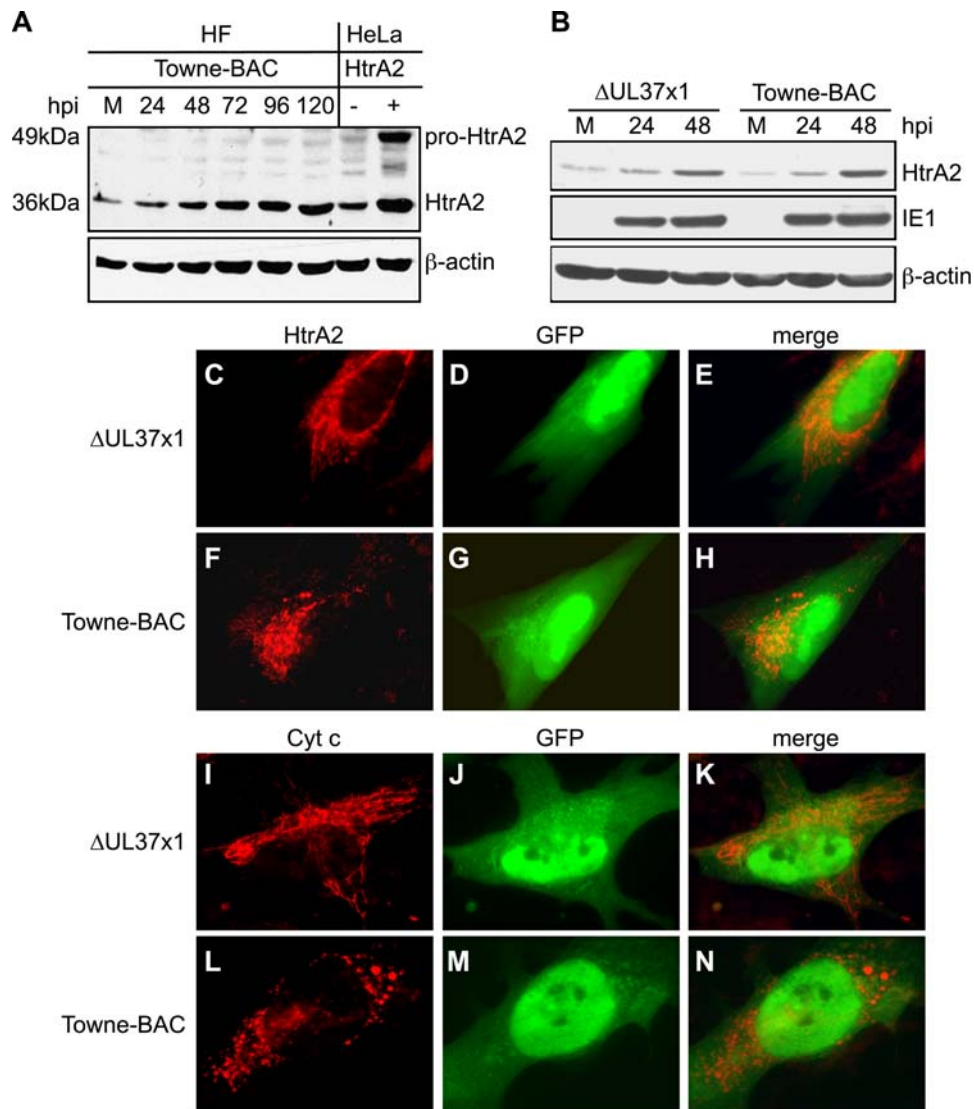 A
HF HeLa
Towne-BAC HtrA2
hpi M 24 48 72 96 120 - +
49kDa pro-HtrA2
36kDa HtrA2
β-actin
B
ΔUL37x1 Towne-BAC
M 24 48 M 24 48 hpi
HtrA2
IE1
β-actin
HtrA2 GFP merge
ΔUL37x1 C D E
Towne-BAC F G H
Cyt c GFP merge
ΔUL37x1 I J K
Towne-BAC L M N